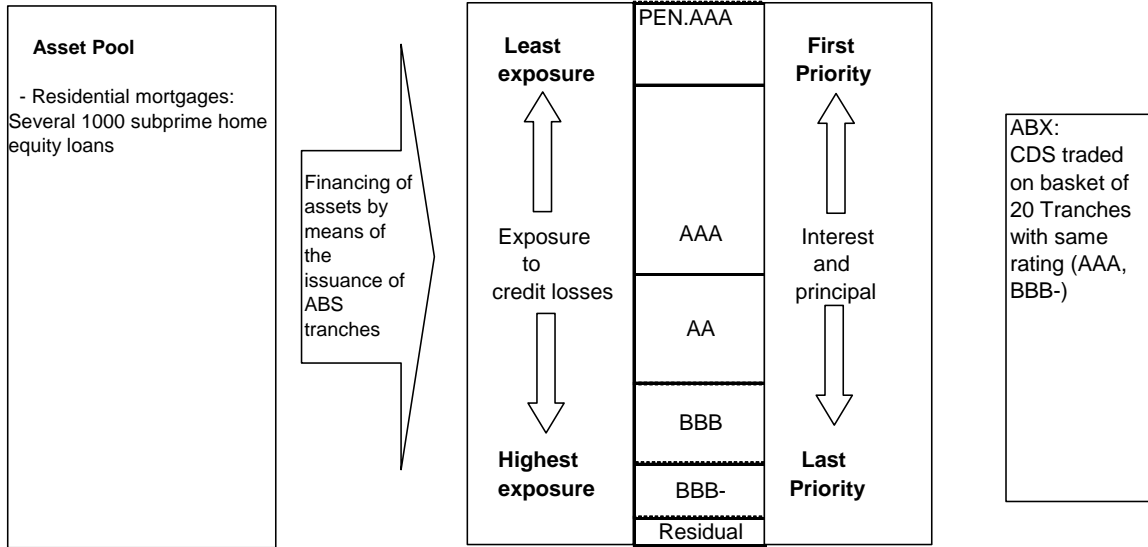 Asset Pool
- Residential mortgages:
Several 1000 subprime home
equity loans
Financing of
assets by
means of
the
issuance of
ABS
tranches
Least
exposure
Exposure
to
credit losses
Highest
exposure
PEN.AAA
AAA
AA
BBB
BBB-
Residual
First
Priority
Interest
and
principal
Last
Priority
ABX:
CDS traded
on basket of
20 Tranches
with same
rating (AAA,
BBB-)